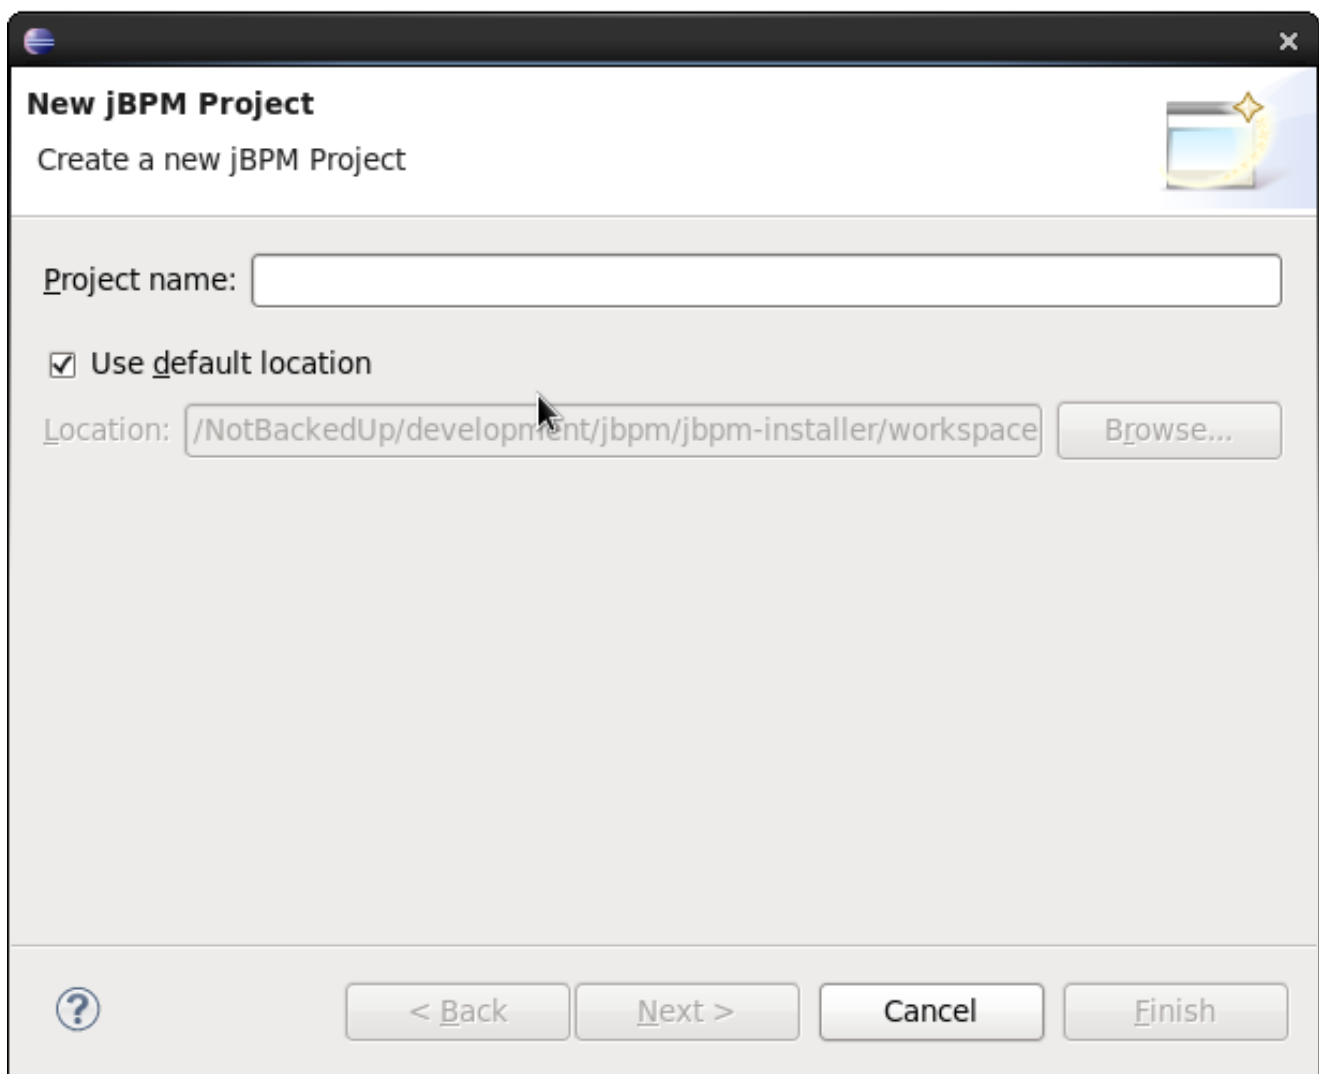 New jBPM Project
Create a new jBPM Project
Project name:
Use default location
Location: /NotBackedUp/development/jbpm/jbpm-installer/workspace Browse...
? < Back Next > Cancel Finish